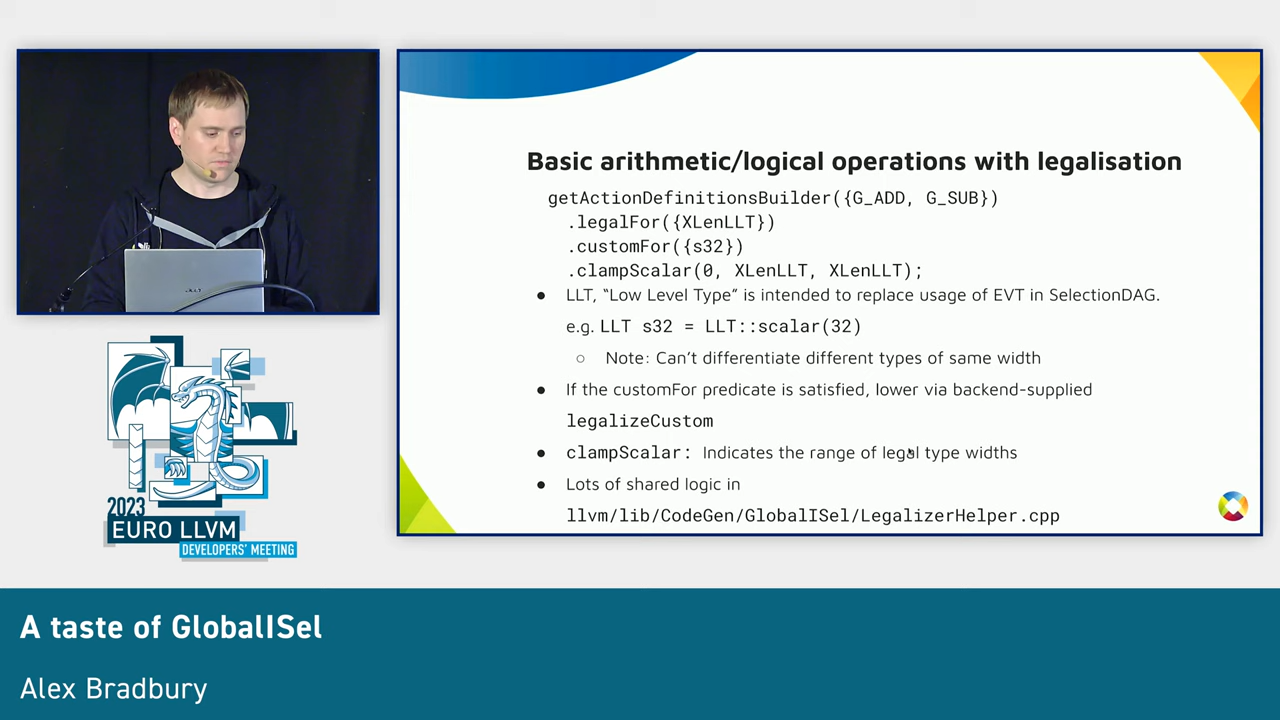 Basic arithmetic/logical operations with legalisation
getActionDefinitionsBuilder({G_ADD, G_SUB})
.legalFor({XLenLLT})
.customFor({s32})
.clampScalar(0, XLenLLT, XLenLLT);
● LLT, “Low Level Type” is intended to replace usage of EVT in SelectionDAG.
e.g. LLT s32 = LLT::scalar(32)
○ Note: Can’t differentiate different types of same width
● If the customFor predicate is satisfied, lower via backend-supplied
legalizeCustom
● clampScalar: Indicates the range of legal type widths
● Lots of shared logic in
llvm/lib/CodeGen/GlobalISel/LegalizerHelper.cpp
2023
EURO LLVM
DEVELOPERS' MEETING
A taste of GlobalISel
Alex Bradbury